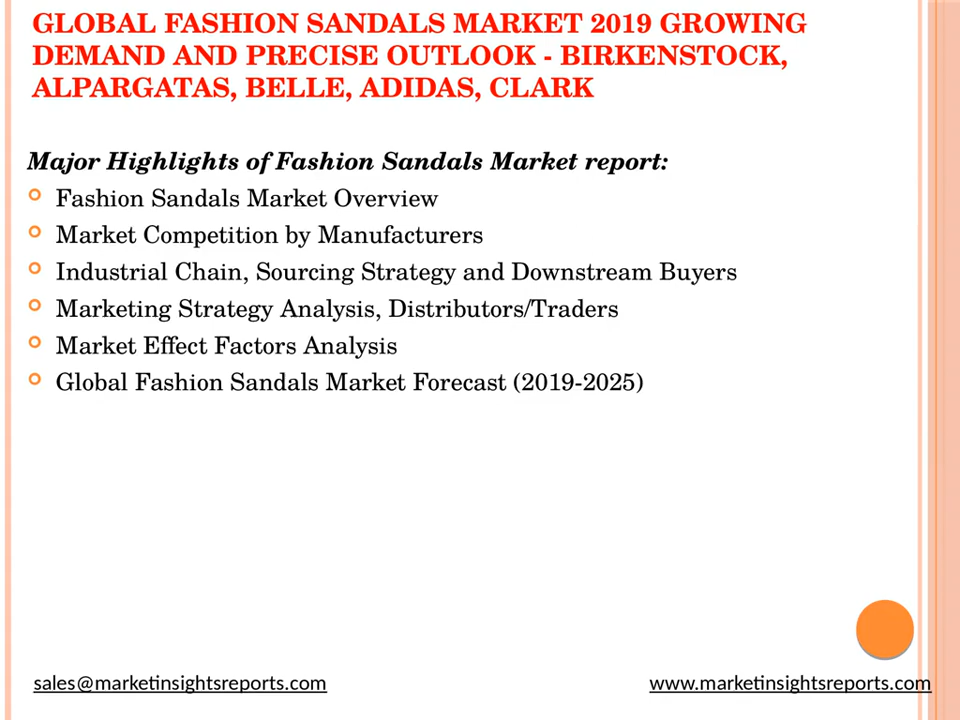 GLOBAL FASHION SANDALS MARKET 2019 GROWING
DEMAND AND PRECISE OUTLOOK - BIRKENSTOCK,
ALPARGATAS, BELLE, ADIDAS, CLARK
Major Highlights of Fashion Sandals Market report:
Fashion Sandals Market Overview
Market Competition by Manufacturers
Industrial Chain, Sourcing Strategy and Downstream Buyers
Marketing Strategy Analysis, Distributors/Traders
Market Effect Factors Analysis
Global Fashion Sandals Market Forecast (2019-2025)
sales@marketinsightsreports.com
www.marketinsightsreports.com